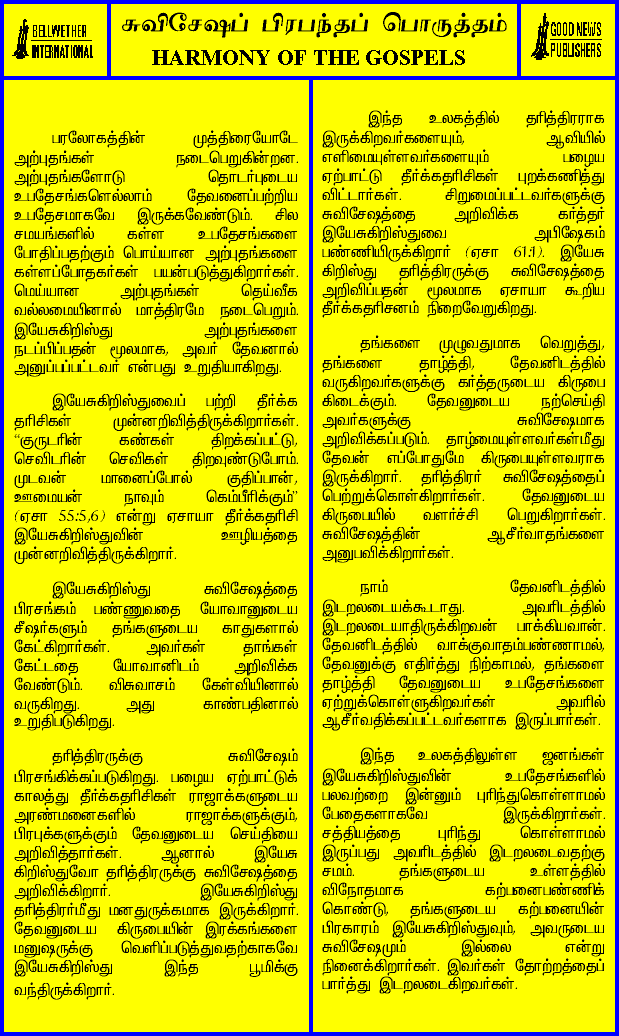 BELLWETHER
INTERNATIONAL
சுவிசேஷப் பிரபந்தப் பொருத்தம்
HARMONY OF THE GOSPELS
GOOD NEWS
PUBLISHERS
பரலோகத்தின் முத்திரையோடே
அற்புதங்கள் நடைபெறுகின்றன.
அற்புதங்களோடு தொடர்புடைய
உபதேசங்களெல்லாம் தேவனைப்பற்றிய
உபதேசமாகவே இருக்கவேண்டும். சில
சமயங்களில் கள்ள உபதேசங்களை
போதிப்பதற்கும் பொய்யான அற்புதங்களை
கள்ளப்போதகர்கள் பயன்படுத்துகிறார்கள்.
மெய்யான அற்புதங்கள் தெய்வீக
வல்லமையினால் மாத்திரமே நடைபெறும்.
இயேசுகிறிஸ்து அற்புதங்களை
நடப்பிப்பதன் மூலமாக, அவர் தேவனால்
அனுப்பப்பட்டவர் என்பது உறுதியாகிறது.
இயேசுகிறிஸ்துவைப் பற்றி தீர்க்க
தரிசிகள் முன்னறிவித்திருக்கிறார்கள்.
“குருடரின் கண்கள் திறக்கப்பட்டு,
செவிடரின் செவிகள் திறவுண்டுபோம்.
முடவன் மானைப்போல் குதிப்பான்,
ஊமையன் நாவும் கெம்பீரிக்கும்”
(ஏசா 55:5,6) என்று ஏசாயா தீர்க்கதரிசி
இயேசுகிறிஸ்துவின் ஊழியத்தை
முன்னறிவித்திருக்கிறார்.
இயேசுகிறிஸ்து சுவிசேஷத்தை
பிரசங்கம் பண்ணுவதை யோவானுடைய
சீஷர்களும் தங்களுடைய காதுகளால்
கேட்கிறார்கள். அவர்கள் தாங்கள்
கேட்டதை யோவானிடம் அறிவிக்க
வேண்டும். விசுவாசம் கேள்வியினால்
வருகிறது. அது காண்பதினால்
உறுதிபடுகிறது.
தரித்திரருக்கு சுவிசேஷம்
பிரசங்கிக்கப்படுகிறது. பழைய ஏற்பாட்டுக்
காலத்து தீர்க்கதரிசிகள் ராஜாக்களுடைய
அரண்மனைகளில் ராஜாக்களுக்கும்,
பிரபுக்களுக்கும் தேவனுடைய செய்தியை
அறிவித்தார்கள். ஆனால் இயேசு
கிறிஸ்துவோ தரித்திரருக்கு சுவிசேஷத்தை
அறிவிக்கிறார். இயேசுகிறிஸ்து
தரித்திரர்மீது மனதுருக்கமாக இருக்கிறார்.
தேவனுடைய கிருபையின் இரக்கங்களை
மனுஷருக்கு வெளிப்படுத்துவதற்காகவே
இயேசுகிறிஸ்து இந்த பூமிக்கு
வந்திருக்கிறார்.
இந்த உலகத்தில் தரித்திரராக
இருக்கிறவர்களையும், ஆவியில்
எளிமையுள்ளவர்களையும் பழைய
ஏற்பாட்டு தீர்க்கதரிசிகள் புறக்கணித்து
விட்டார்கள். சிறுமைப்பட்டவர்களுக்கு
சுவிசேஷத்தை அறிவிக்க கர்த்தர்
இயேசுகிறிஸ்துவை அபிஷேகம்
பண்ணியிருக்கிறார் (ஏசா 61:1). இயேசு
கிறிஸ்து தரித்திரருக்கு சுவிசேஷத்தை
அறிவிப்பதன் மூலமாக ஏசாயா கூறிய
தீர்க்கதரிசனம் நிறைவேறுகிறது.
தங்களை முழுவதுமாக வெறுத்து,
தங்களை தாழ்த்தி, தேவனிடத்தில்
வருகிறவர்களுக்கு கர்த்தருடைய கிருபை
கிடைக்கும். தேவனுடைய நற்செய்தி
அவர்களுக்கு சுவிசேஷமாக
அறிவிக்கப்படும். தாழ்மையுள்ளவர்கள்மீது
தேவன் எப்போதுமே கிருபையுள்ளவராக
இருக்கிறார். தரித்திரர் சுவிசேஷத்தைப்
பெற்றுக்கொள்கிறார்கள். தேவனுடைய
கிருபையில் வளர்ச்சி பெறுகிறார்கள்.
சுவிசேஷத்தின் ஆசீர்வாதங்களை
அனுபவிக்கிறார்கள்.
நாம் தேவனிடத்தில்
இடறலடையக்கூடாது. அவரிடத்தில்
இடறலடையாதிருக்கிறவன் பாக்கியவான்.
தேவனிடத்தில் வாக்குவாதம்பண்ணாமல்,
தேவனுக்கு எதிர்த்து நிற்காமல், தங்களை
தாழ்த்தி தேவனுடைய உபதேசங்களை
ஏற்றுக்கொள்ளுகிறவர்கள் அவரில்
ஆசீர்வதிக்கப்பட்டவர்களாக இருப்பார்கள்.
இந்த உலகத்திலுள்ள ஜனங்கள்
இயேசுகிறிஸ்துவின் உபதேசங்களில்
பலவற்றை இன்னும் புரிந்துகொள்ளாமல்
பேதைகளாகவே இருக்கிறார்கள்.
சத்தியத்தை புரிந்து கொள்ளாமல்
இருப்பது அவரிடத்தில் இடறலடைவதற்கு
சமம். தங்களுடைய உள்ளத்தில்
விநோதமாக கற்பனைபண்ணிக்
கொண்டு, தங்களுடைய கற்பனையின்
பிரகாரம் இயேசுகிறிஸ்துவும், அவருடைய
சுவிசேஷமும் இல்லை என்று
நினைக்கிறார்கள். இவர்கள் தோற்றத்தைப்
பார்த்து இடறலடைகிறவர்கள்.